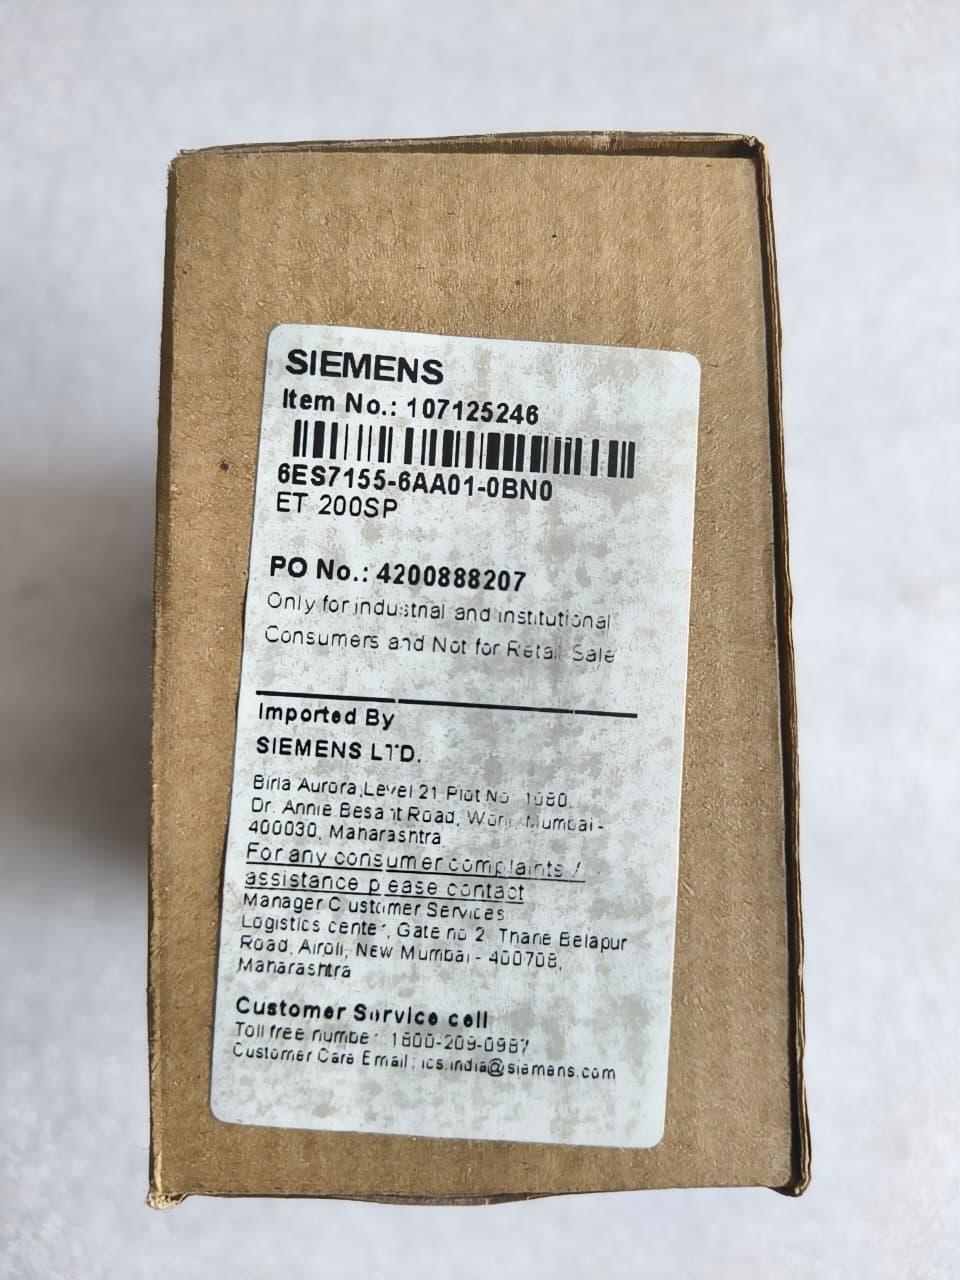 SIEMENS
Item No.: 107125246
6ES7155-6AA01-0BN0
ET 200SP
PO No.: 4200888207
Only for industrial and institutional
Consumers and Not for Retail Sale
Imported By
SIEMENS LTD.
Birla Aurora, Level 21, Plot No. 1080,
Dr. Annie Besant Road, Worli, Mumbai -
400030, Maharashtra
For any consumer complaints /
assistance please contact
Manager Customer Services
Logistics center, Gate no 2, Thane Belapur
Road, Airoli, New Mumbai - 400708,
Maharashtra
Customer Service cell
Toll free number: 1800-209-0987
Customer Care Email : ics.india@siemens.com